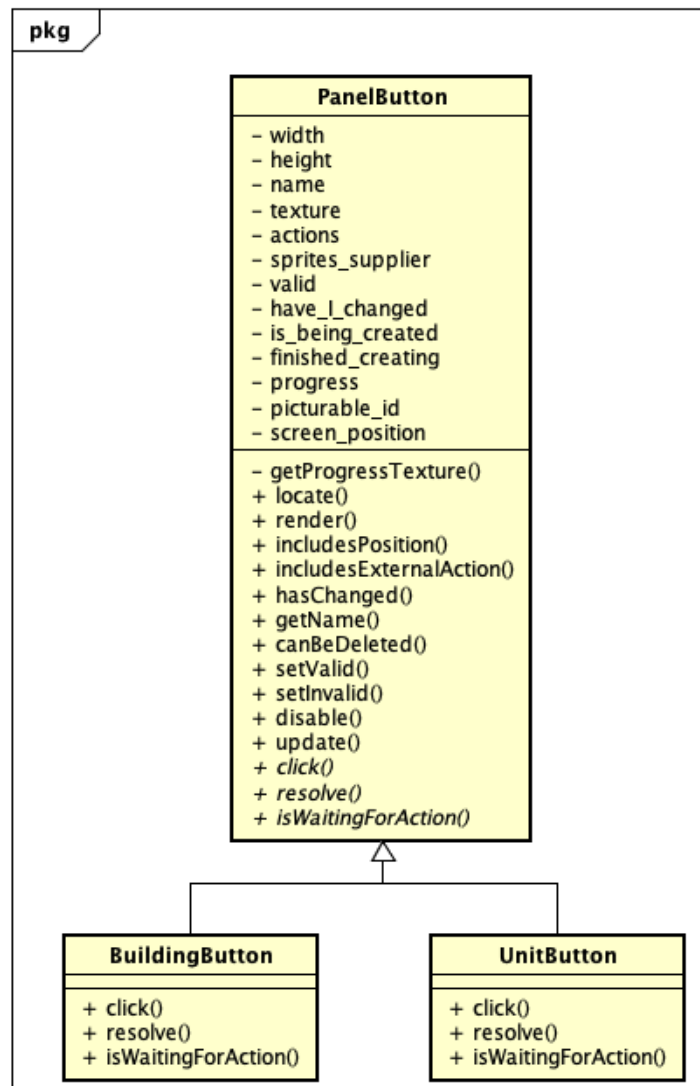 pkg
PanelButton
- width
- height
- name
- texture
- actions
- sprites_supplier
- valid
- have_I_changed
- is_being_created
- finished_creating
- progress
- picturable_id
- screen_position
- getProgressTexture()
+ locate()
+ render()
+ includesPosition()
+ includesExternalAction()
+ hasChanged()
+ getName()
+ canBeDeleted()
+ setValid()
+ setInvalid()
+ disable()
+ update()
+ click()
+ resolve()
+ isWaitingForAction()
BuildingButton
+ click()
+ resolve()
+ isWaitingForAction()
UnitButton
+ click()
+ resolve()
+ isWaitingForAction()